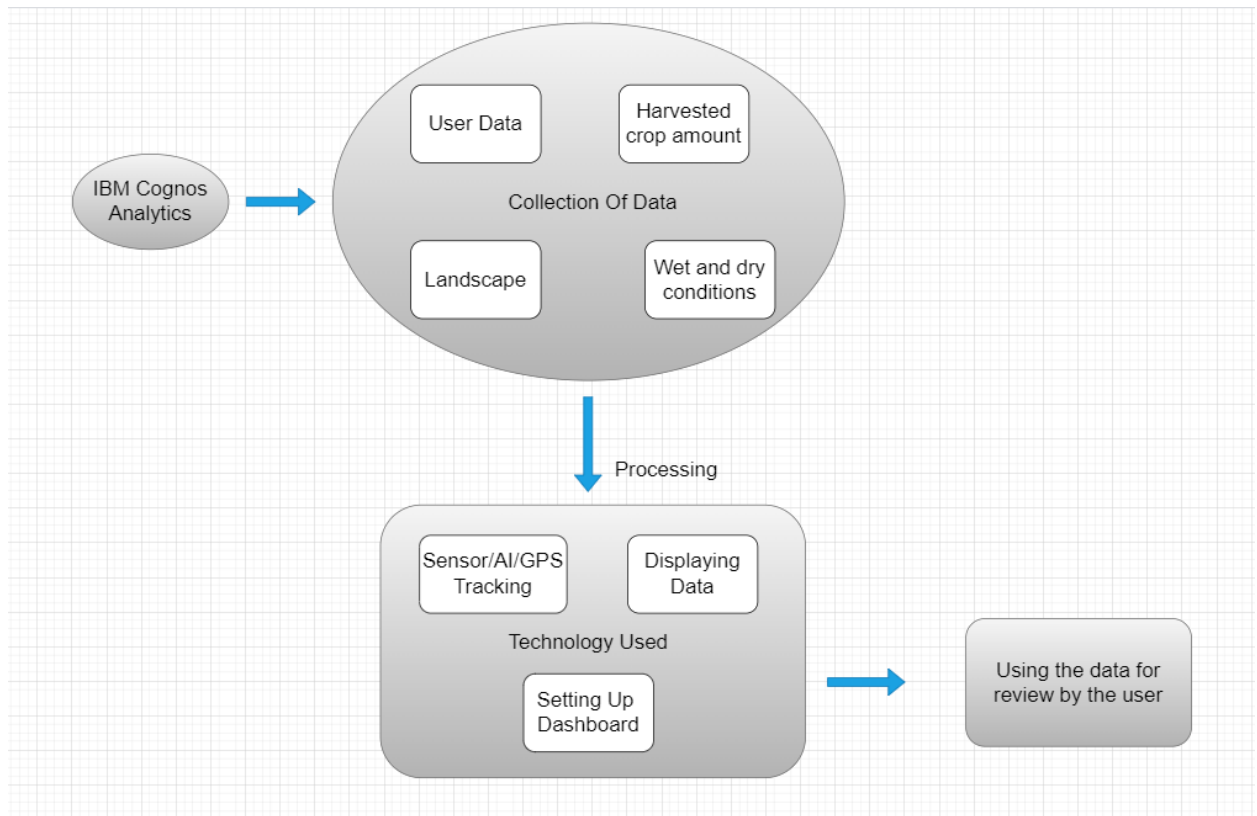 IBM Cognos
Analytics
User Data
Harvested
crop amount
Collection Of Data
Landscape
Wet and dry
conditions
Processing
Sensor/AI/GPS
Tracking
Displaying
Data
Technology Used
Setting Up
Dashboard
Using the data for
review by the user